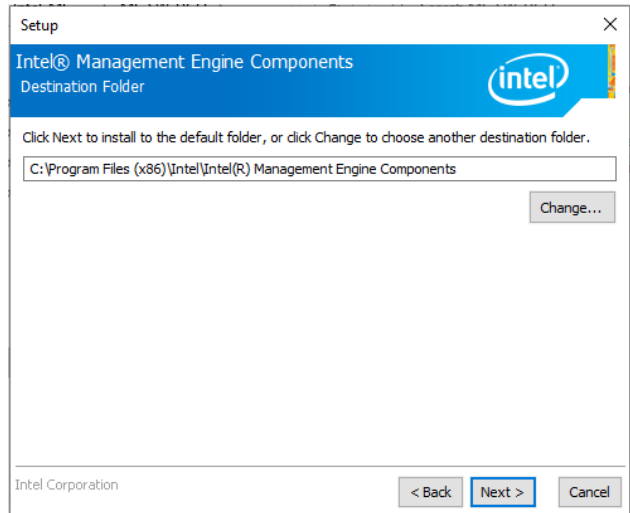 Setup
Intel® Management Engine Components
Destination Folder
intel
Click Next to install to the default folder, or click Change to choose another destination folder.
C:\Program Files (x86)\Intel\Intel(R) Management Engine Components
Change...
Intel Corporation
< Back
Next >
Cancel